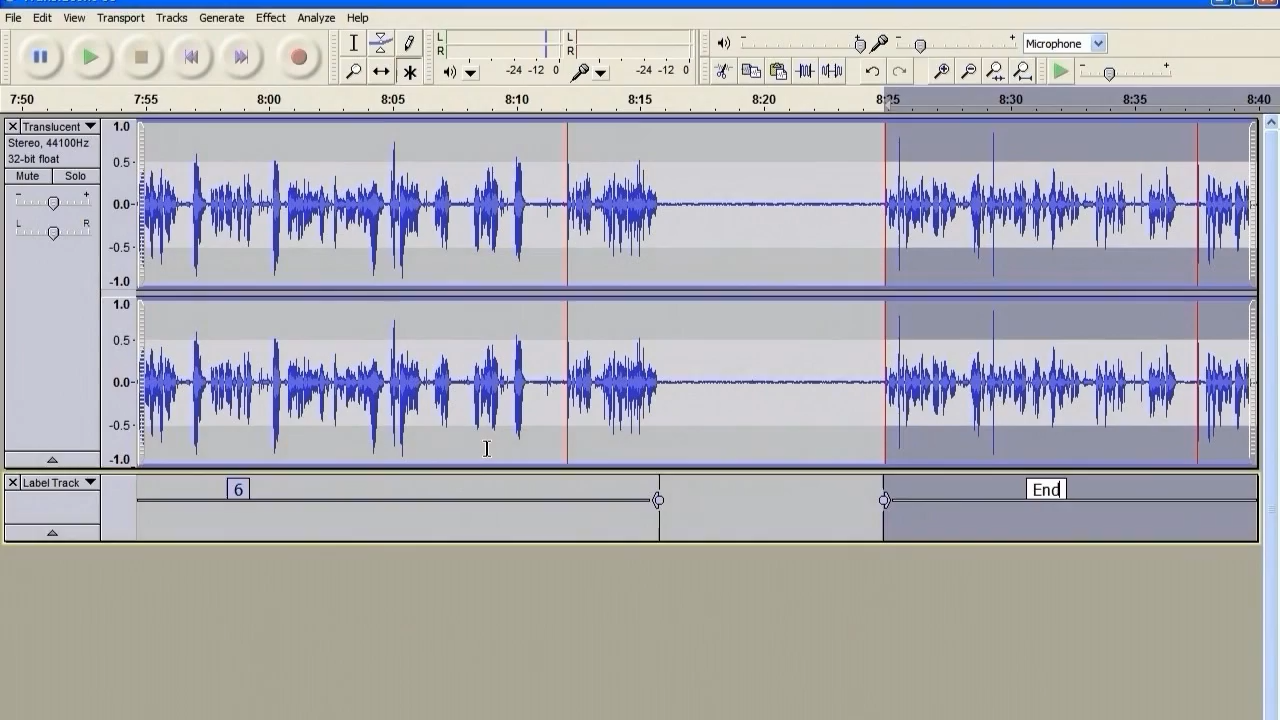 File Edit View Transport Tracks Generate Effect Analyze Help
L
R
-24 -12 0
L
R
-24 -12 0
- +
- +
Microphone
- +
7:50 7:55 8:00 8:05 8:10 8:15 8:20 8:25 8:30 8:35 8:40
Translucent
Stereo, 44100Hz
32-bit float
Mute Solo
- +
L R
1.0
0.5
0.0
-0.5
-1.0
1.0
0.5
0.0
-0.5
-1.0
Label Track
6
End